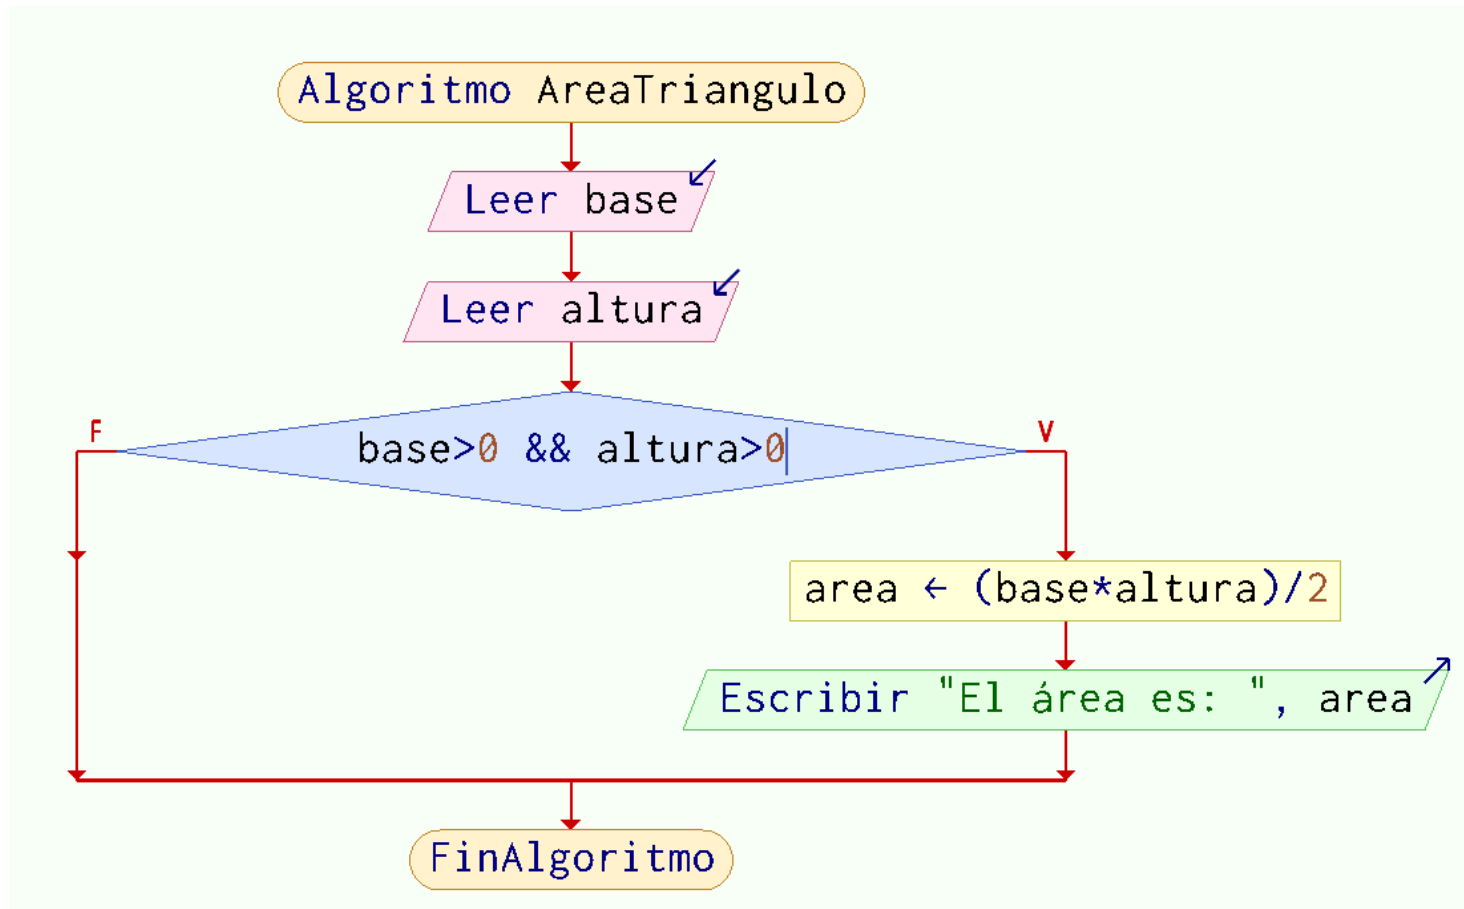 Algoritmo AreaTriangulo
Leer base
Leer altura
F
base>0 && altura>0
V
area ← (base*altura)/2
Escribir "El área es: ", area
FinAlgoritmo